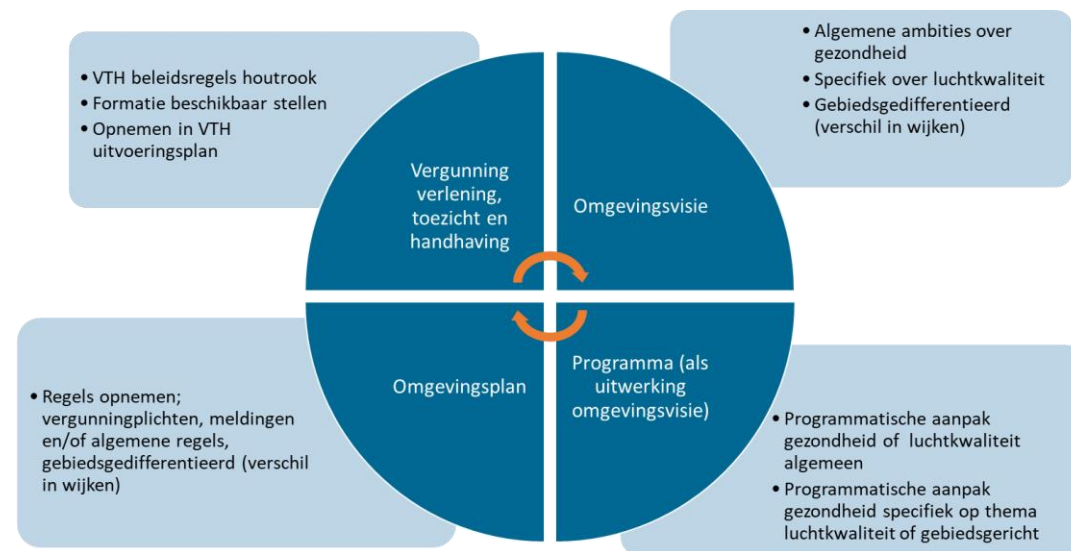 • VTH beleidsregels houtrook
• Formatie beschikbaar stellen
• Opnemen in VTH
uitvoeringsplan
• Algemene ambities over
gezondheid
• Specifiek over luchtkwaliteit
• Gebiedsgedifferentieerd
(verschil in wijken)
Vergunning
verlening,
toezicht en
handhaving
Omgevingsvisie
Omgevingsplan
Programma (als
uitwerking
omgevingsvisie)
• Regels opnemen;
vergunningplichten, meldingen
en/of algemene regels,
gebiedsgedifferentieerd (verschil
in wijken)
• Programmatische aanpak
gezondheid of luchtkwaliteit
algemeen
• Programmatische aanpak
gezondheid specifiek op thema
luchtkwaliteit of gebiedsgericht